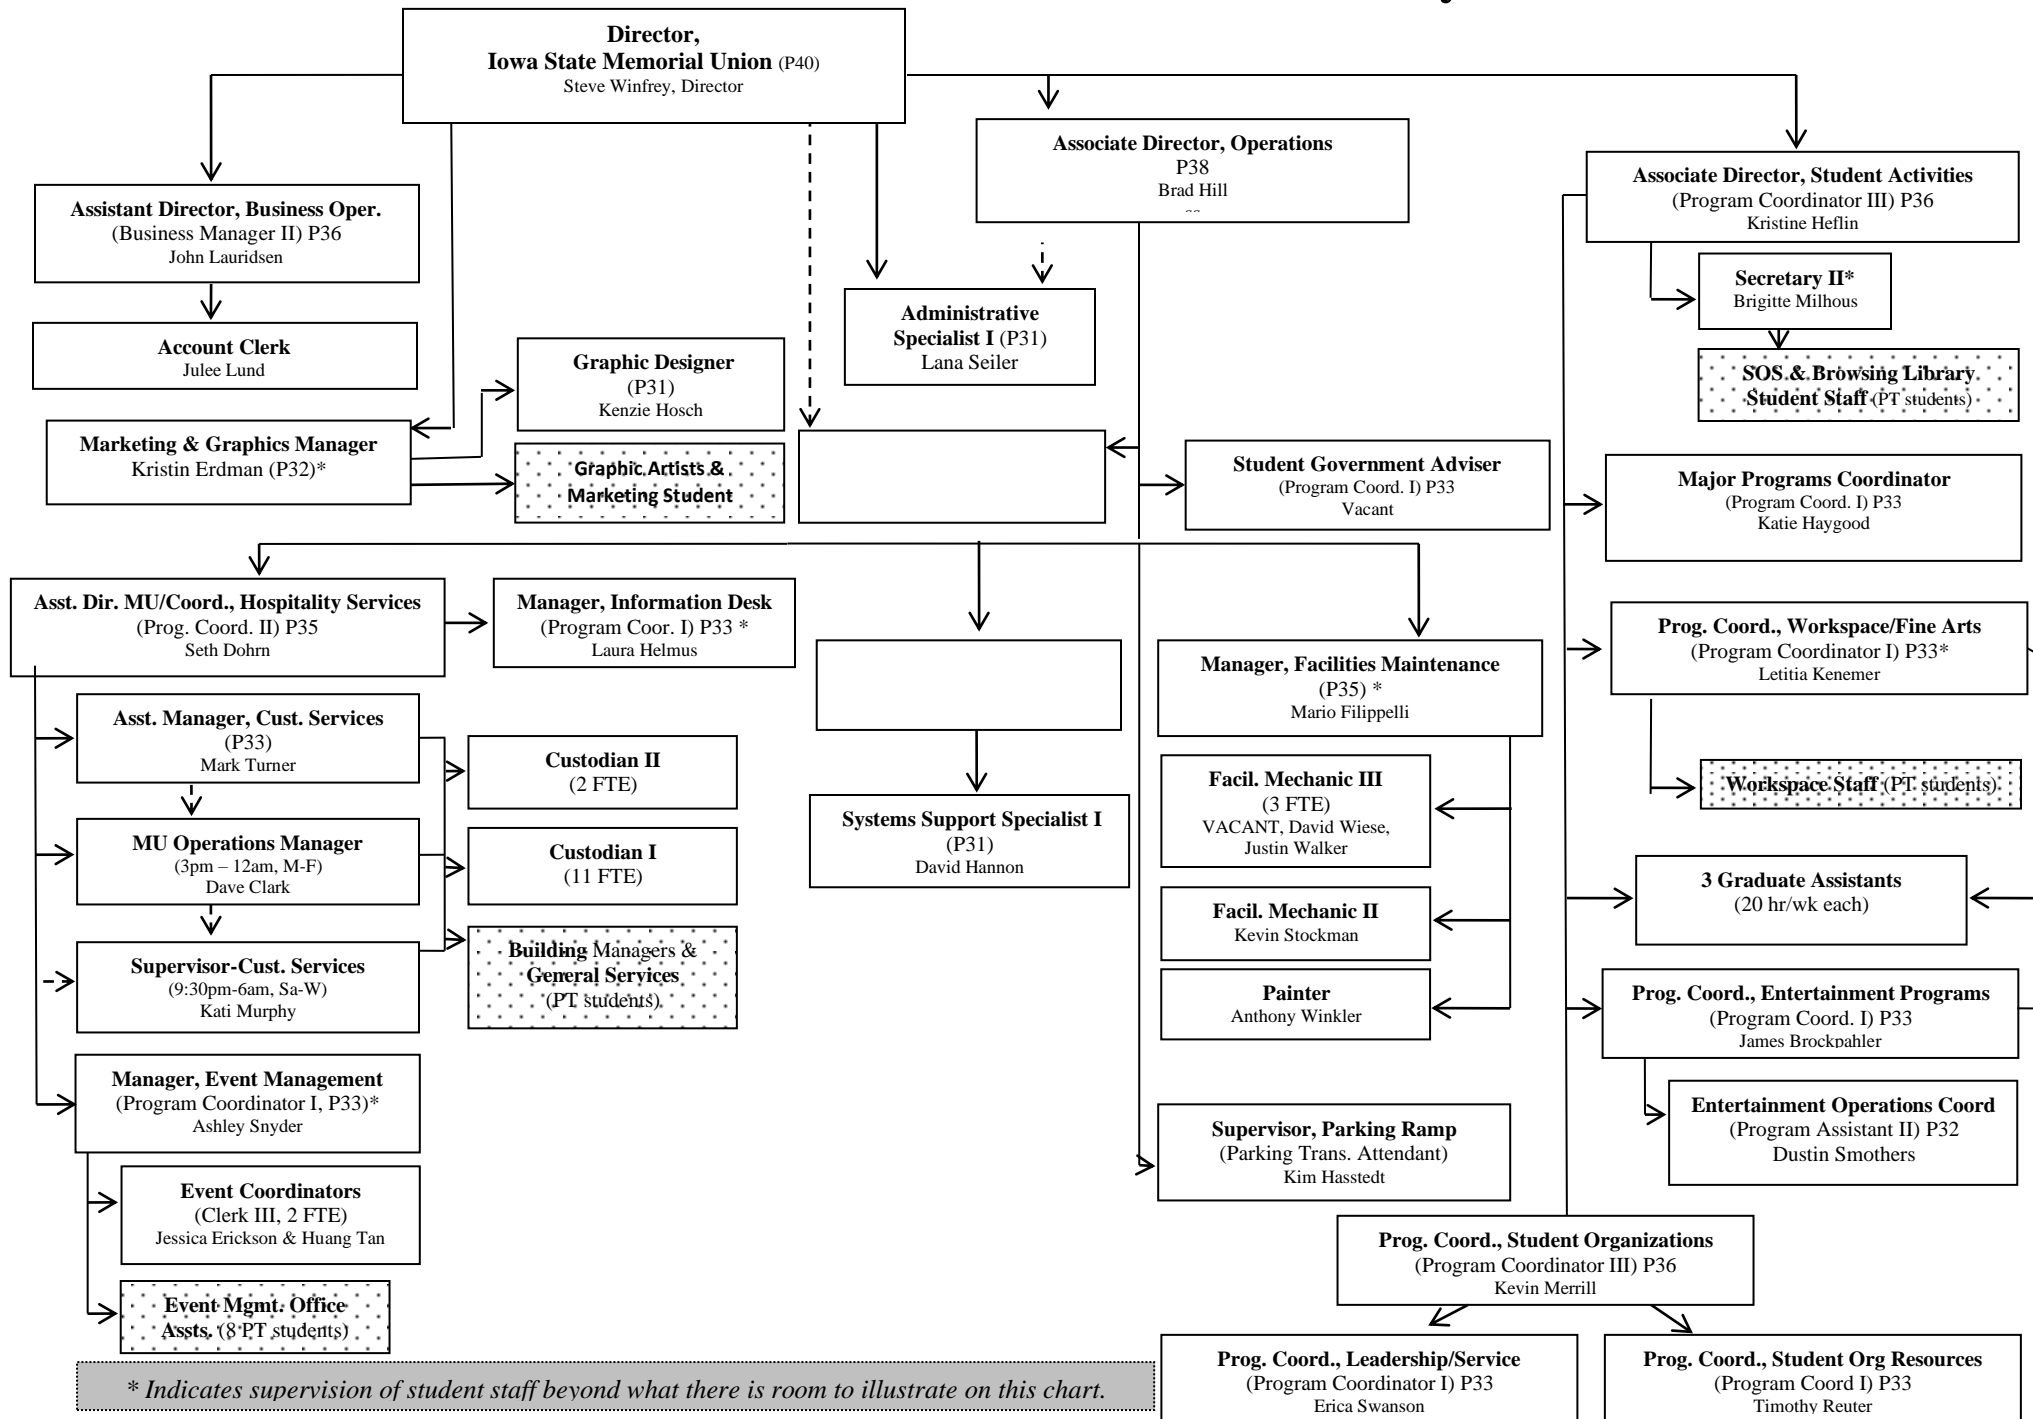 Director,
Iowa State Memorial Union (P40)
Steve Winfrey, Director
Associate Director, Operations
P38
Brad Hill
Associate Director, Student Activities
(Program Coordinator III) P36
Kristine Heflin
Assistant Director, Business Oper.
(Business Manager II) P36
John Lauridsen
Secretary II*
Brigitte Milhous
Administrative
Specialist I (P31)
Lana Seiler
Account Clerk
Julee Lund
Graphic Designer
(P31)
Kenzie Hosch
SOS & Browsing Library
Student Staff (PT students)
Marketing & Graphics Manager
Kristin Erdman (P32)*
Graphic Artists &
Marketing Student
Student Government Adviser
(Program Coord. I) P33
Vacant
Major Programs Coordinator
(Program Coord. I) P33
Katie Haygood
Asst. Dir. MU/Coord., Hospitality Services
(Prog. Coord. II) P35
Seth Dohrn
Manager, Information Desk
(Program Coor. I) P33 *
Laura Helmus
Prog. Coord., Workspace/Fine Arts
(Program Coordinator I) P33*
Letitia Kenemer
Manager, Facilities Maintenance
(P35) *
Mario Filippelli
Asst. Manager, Cust. Services
(P33)
Mark Turner
Custodian II
(2 FTE)
Facil. Mechanic III
(3 FTE)
VACANT, David Wiese,
Justin Walker
Workspace Staff (PT students)
Systems Support Specialist I
(P31)
David Hannon
MU Operations Manager
(3pm – 12am, M-F)
Dave Clark
Custodian I
(11 FTE)
3 Graduate Assistants
(20 hr/wk each)
Facil. Mechanic II
Kevin Stockman
Building Managers &
General Services
(PT students)
Supervisor-Cust. Services
(9:30pm-6am, Sa-W)
Kati Murphy
Painter
Anthony Winkler
Prog. Coord., Entertainment Programs
(Program Coord. I) P33
James Brockpahler
Manager, Event Management
(Program Coordinator I, P33)*
Ashley Snyder
Entertainment Operations Coord
(Program Assistant II) P32
Dustin Smothers
Supervisor, Parking Ramp
(Parking Trans. Attendant)
Kim Hasstedt
Event Coordinators
(Clerk III, 2 FTE)
Jessica Erickson & Huang Tan
Prog. Coord., Student Organizations
(Program Coordinator III) P36
Kevin Merrill
Event Mgmt. Office
Assts. (8 PT students)
Prog. Coord., Leadership/Service
(Program Coordinator I) P33
Erica Swanson
Prog. Coord., Student Org Resources
(Program Coord I) P33
Timothy Reuter
* Indicates supervision of student staff beyond what there is room to illustrate on this chart.